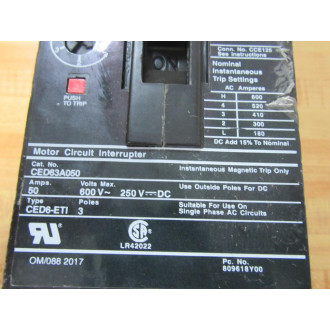 Conn. No. CCE125
See Instructions
Nominal
Instantaneous
Trip Settings
AC Amperes
H 600
4 520
3 410
2 300
L 180
DC Add 15% To Nominal
ON
PUSH
TO TRIP
Motor Circuit Interrupter
Cat. No.
CED63A050
Instantaneous Magnetic Trip Only
Amps.
50
Volts Max.
600 V~ 250 V⎓DC
Use Outside Poles For DC
Type
CED6-ETI
Poles
3
Suitable For Use On
Single Phase AC Circuits
LR42022
OM/088 2017
Pc. No.
809618Y00